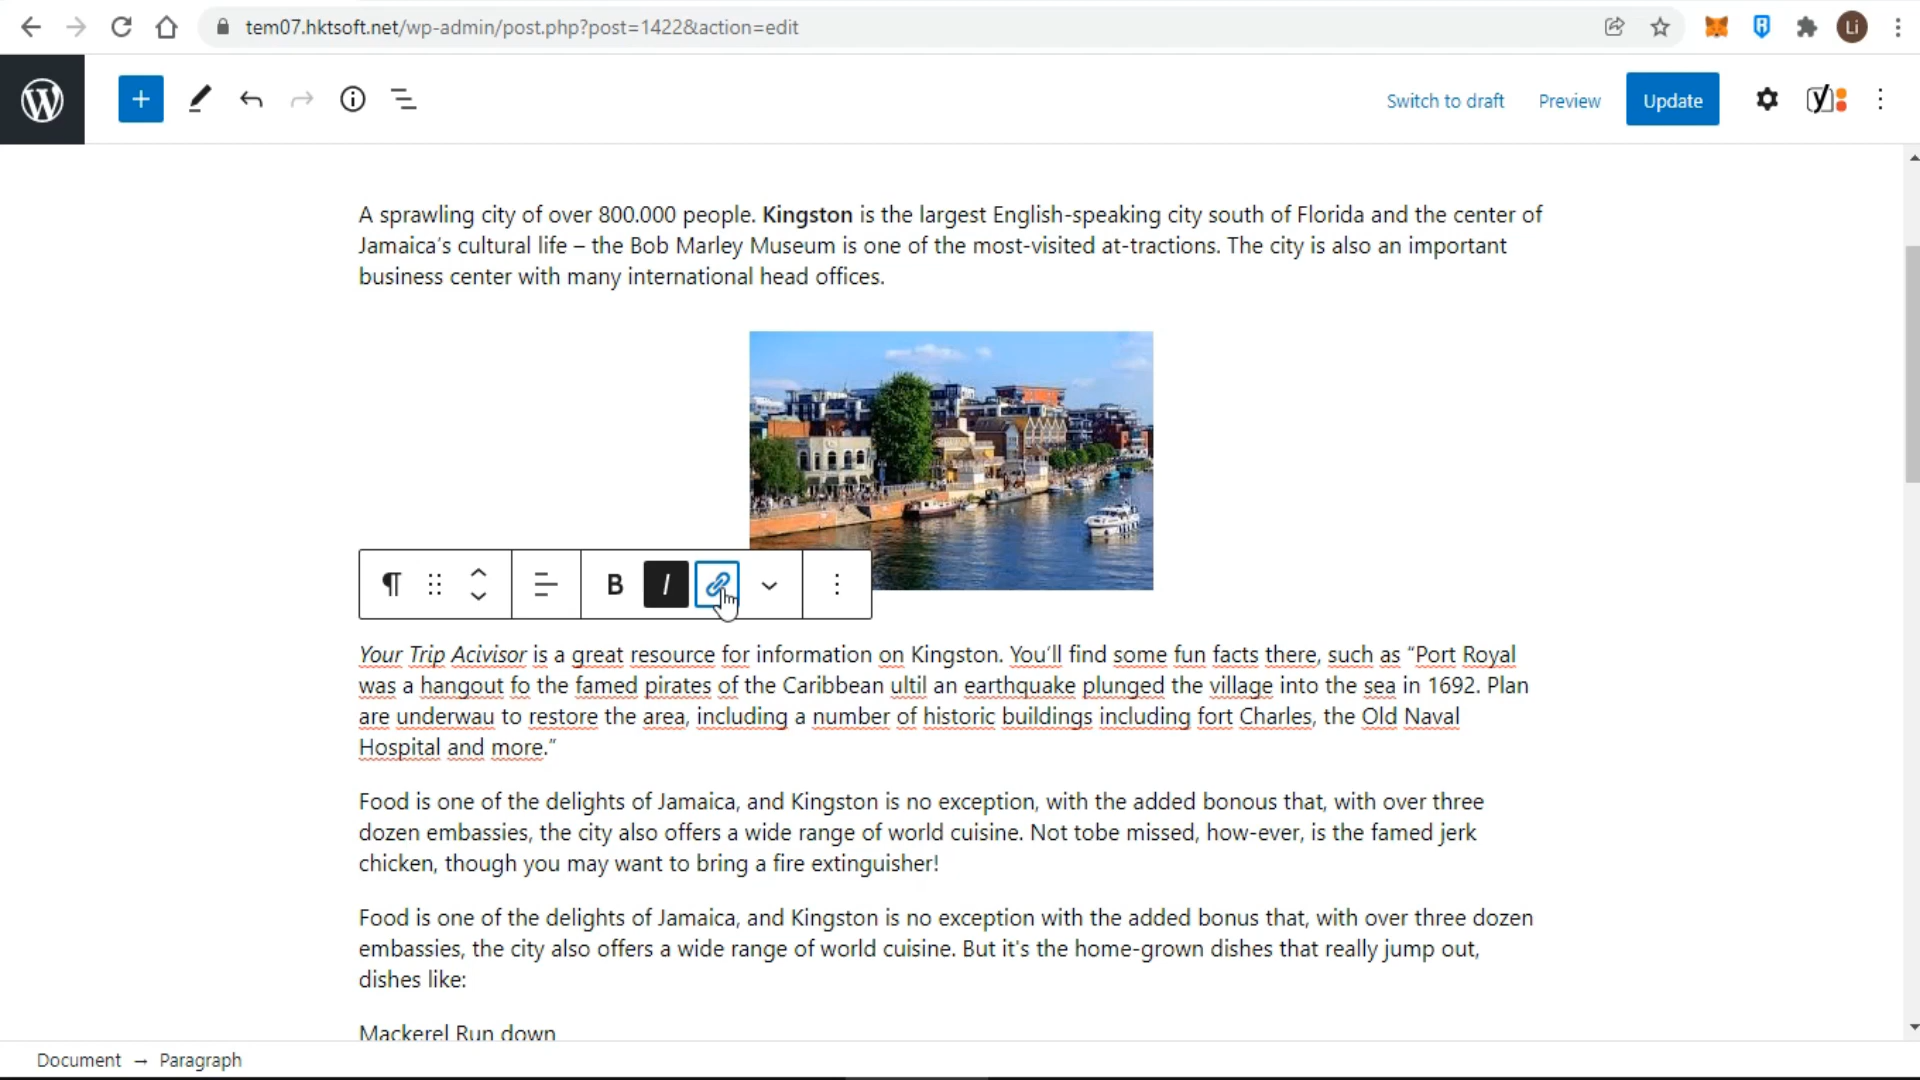 tem07.hktsoft.net/wp-admin/post.php?post=1422&action=edit
Li
Switch to draft
Preview
Update
A sprawling city of over 800.000 people. Kingston is the largest English-speaking city south of Florida and the center of
Jamaica's cultural life – the Bob Marley Museum is one of the most-visited at-tractions. The city is also an important
business center with many international head offices.
B I
Your Trip Acivisor is a great resource for information on Kingston. You'll find some fun facts there, such as “Port Royal
was a hangout fo the famed pirates of the Caribbean ultil an earthquake plunged the village into the sea in 1692. Plan
are underwau to restore the area, including a number of historic buildings including fort Charles, the Old Naval
Hospital and more.”
Food is one of the delights of Jamaica, and Kingston is no exception, with the added bonous that, with over three
dozen embassies, the city also offers a wide range of world cuisine. Not tobe missed, how-ever, is the famed jerk
chicken, though you may want to bring a fire extinguisher!
Food is one of the delights of Jamaica, and Kingston is no exception with the added bonus that, with over three dozen
embassies, the city also offers a wide range of world cuisine. But it's the home-grown dishes that really jump out,
dishes like:
Mackerel Run down
Document → Paragraph